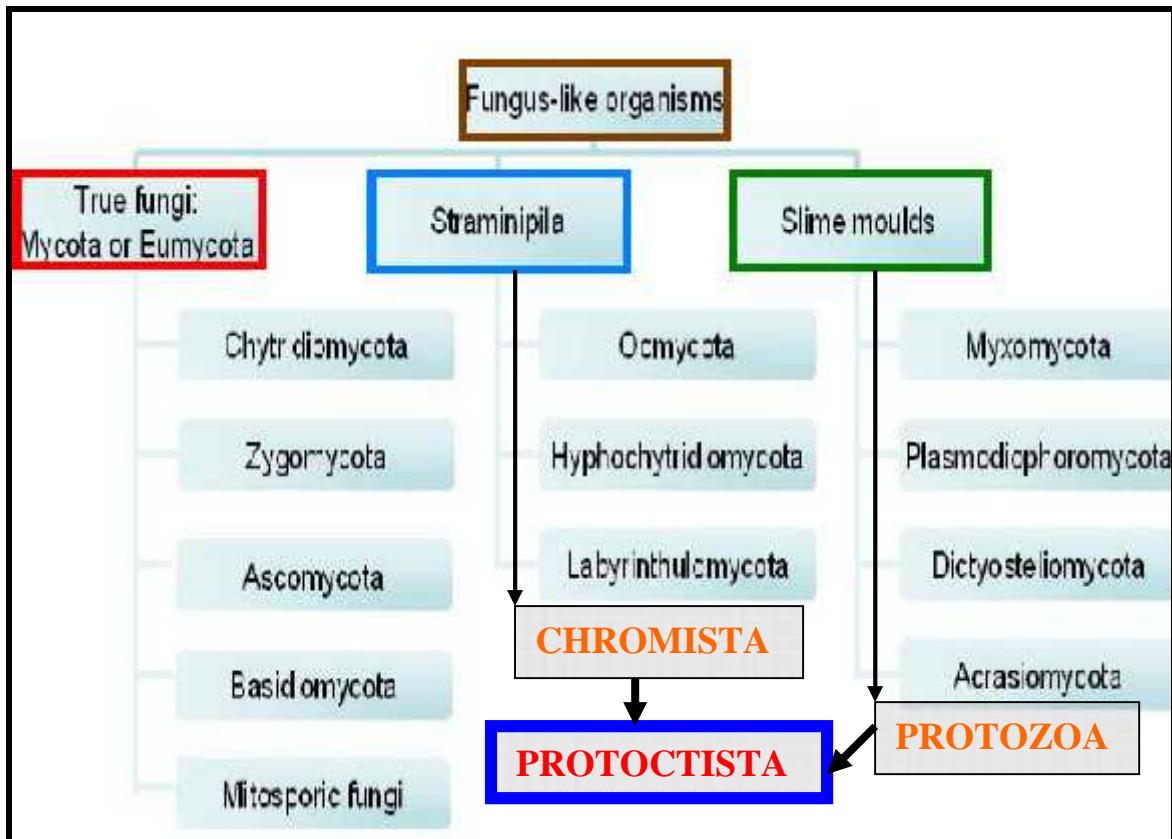 Fungus-like organisms
True fungi:
Mycota or Eumycota
Straminipila
Slime moulds
Chytridiomycota
Zygomycota
Ascomycota
Basidiomycota
Mitosporic fungi
Oomycota
Hyphochytridiomycota
Labyrinthulomycota
Myxomycota
Plasmodiophoromycota
Dictyosteliomycota
Acrasiomycota
CHROMISTA
PROTOZOA
PROTOCTISTA